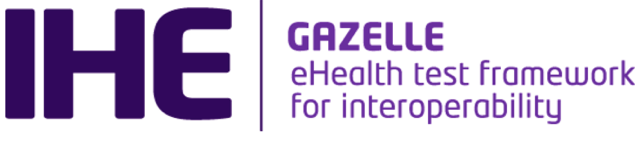 IHE
GAZELLE
eHealth test framework
for interoperability